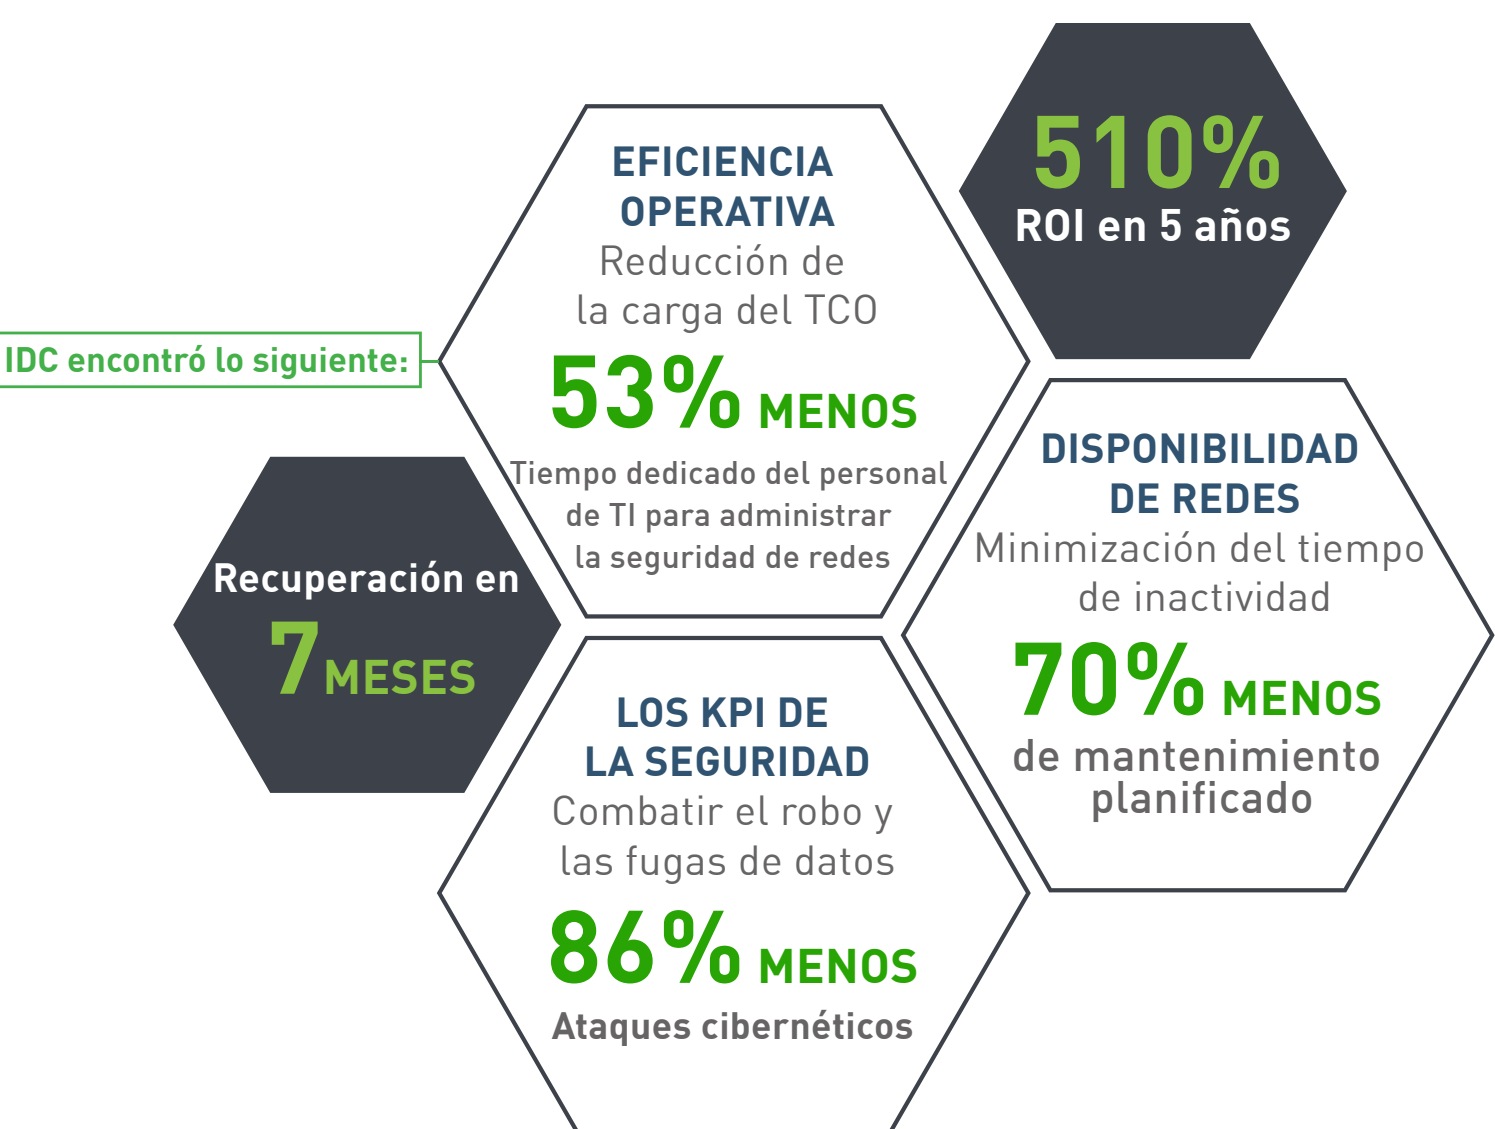 510%
ROI en 5 años
EFICIENCIA
OPERATIVA
Reducción de
la carga del TCO
53% MENOS
Tiempo dedicado del personal
de TI para administrar
la seguridad de redes
IDC encontró lo siguiente:
DISPONIBILIDAD
DE REDES
Minimización del tiempo
de inactividad
70% MENOS
de mantenimiento
planificado
Recuperación en
7 MESES
LOS KPI DE
LA SEGURIDAD
Combatir el robo y
las fugas de datos
86% MENOS
Ataques cibernéticos